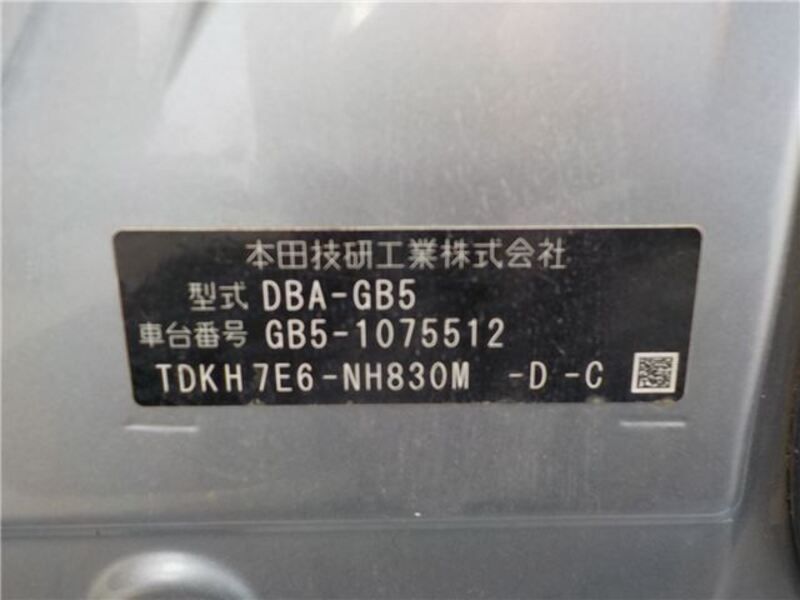 本田技研工業株式会社
型式 DBA-GB5
車台番号 GB5-1075512
TDKH7E6-NH830M -D -C